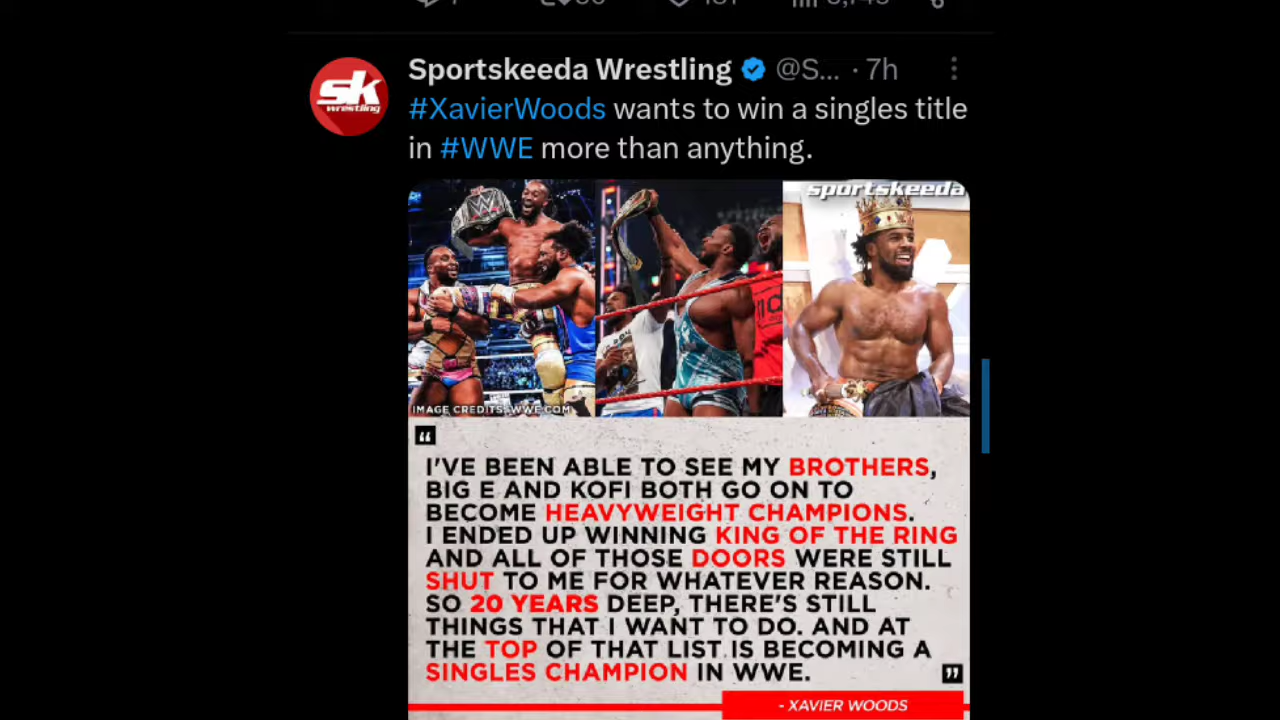 Sportskeeda Wrestling @S... · 7h
sk
wrestling
#XavierWoods wants to win a singles title
in #WWE more than anything.
sportskeeda
IMAGE CREDITS: WWE.COM
“
I'VE BEEN ABLE TO SEE MY BROTHERS,
BIG E AND KOFI BOTH GO ON TO
BECOME HEAVYWEIGHT CHAMPIONS.
I ENDED UP WINNING KING OF THE RING
AND ALL OF THOSE DOORS WERE STILL
SHUT TO ME FOR WHATEVER REASON.
SO 20 YEARS DEEP, THERE'S STILL
THINGS THAT I WANT TO DO. AND AT
THE TOP OF THAT LIST IS BECOMING A
SINGLES CHAMPION IN WWE.
”
- XAVIER WOODS